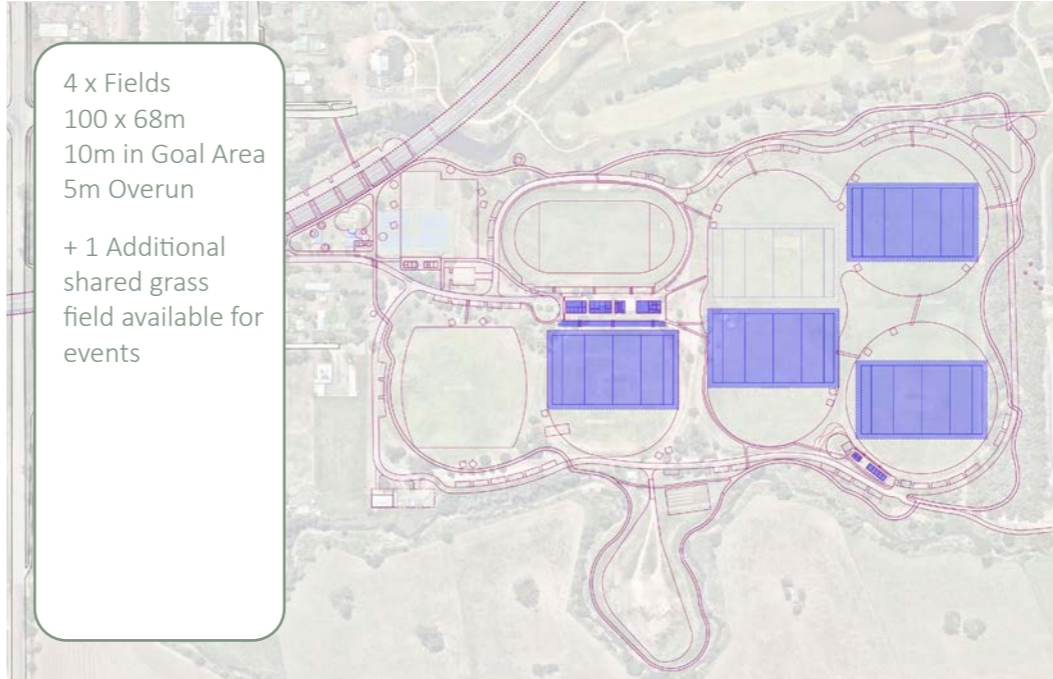 4 x Fields
100 x 68m
10m in Goal Area
5m Overun
+ 1 Additional
shared grass
field available for
events